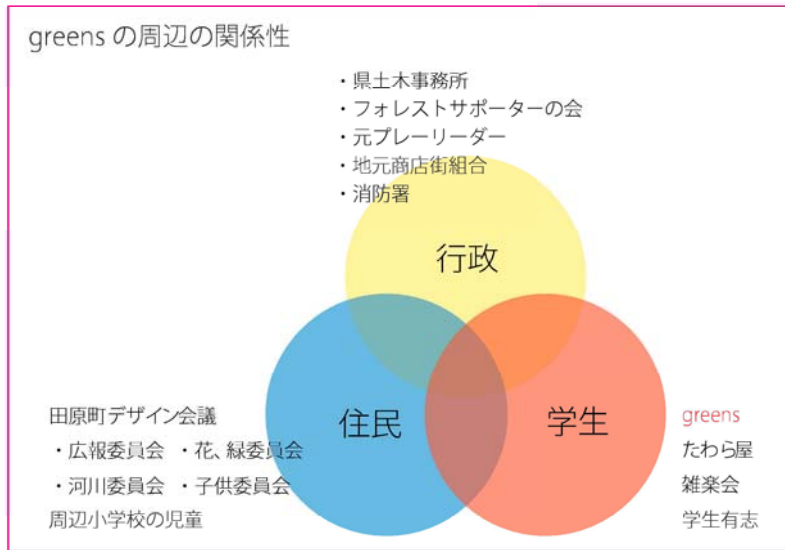 greens の周辺の関係性
・県土木事務所
・フォレストサポーターの会
・元プレーリーダー
・地元商店街組合
・消防署
行政
住民
学生
田原町デザイン会議
・広報委員会 ・花、緑委員会
・河川委員会 ・子供委員会
周辺小学校の児童
greens
たわら屋
雑楽会
学生有志